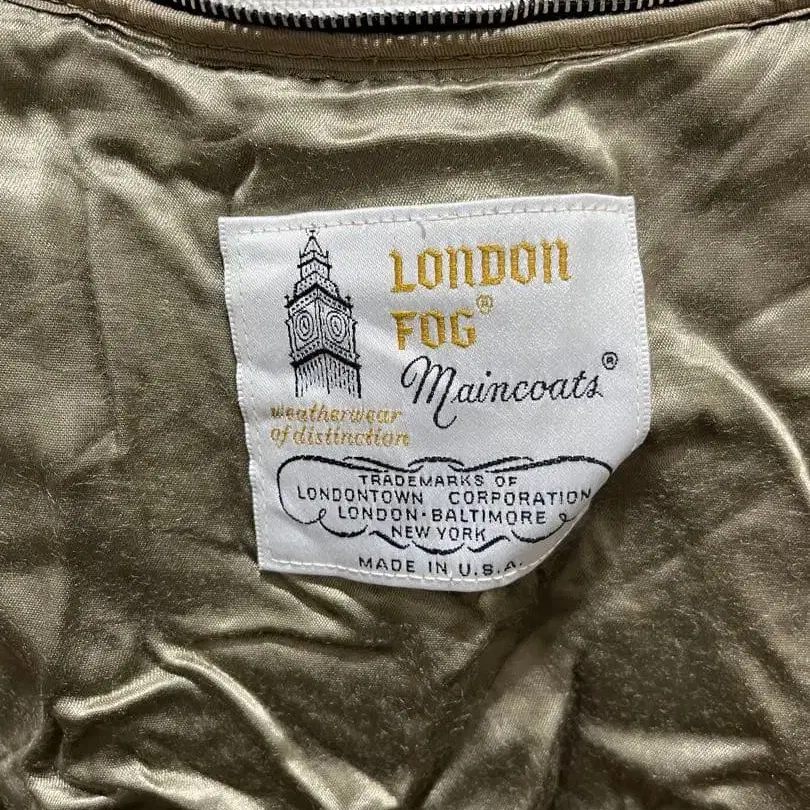 LONDON
FOG®
Maincoats®
weatherwear
of distinction
TRADEMARKS OF
LONDONTOWN CORPORATION
LONDON·BALTIMORE
NEW YORK
MADE IN U.S.A.